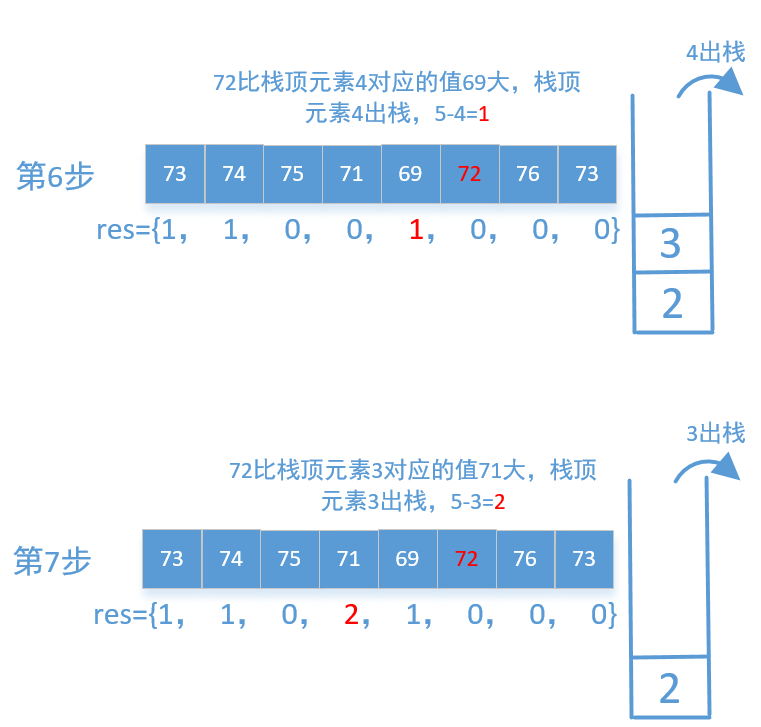 4出栈
72比栈顶元素4对应的值69大，栈顶
元素4出栈，5-4=1
第6步
73 74 75 71 69 72 76 73
res={1， 1， 0， 0， 1， 0， 0， 0}
3
2
3出栈
72比栈顶元素3对应的值71大，栈顶
元素3出栈，5-3=2
第7步
73 74 75 71 69 72 76 73
res={1， 1， 0， 2， 1， 0， 0， 0}
2